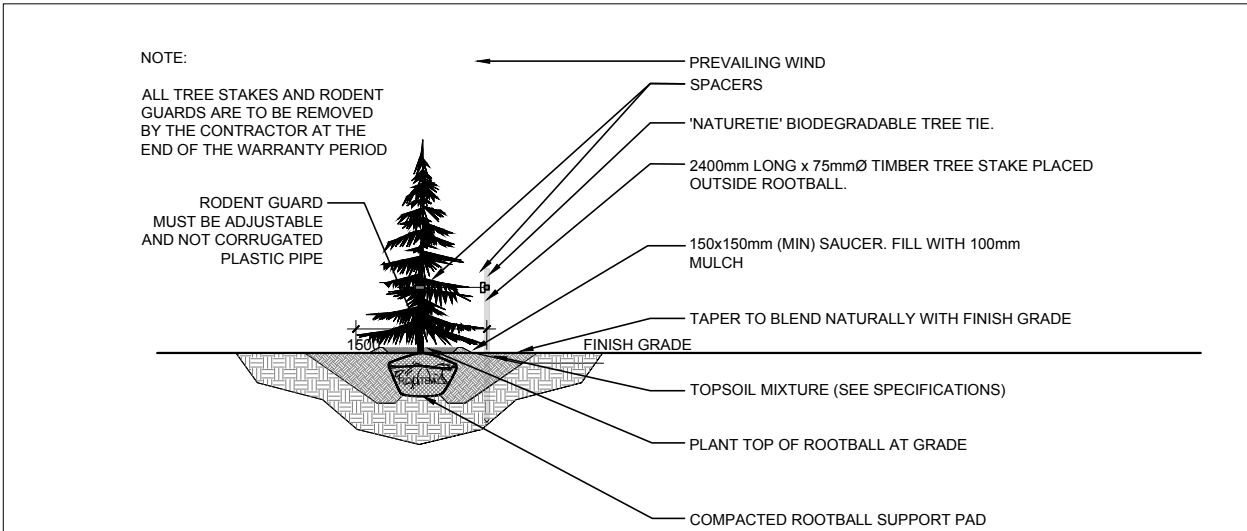 NOTE:
ALL TREE STAKES AND RODENT
GUARDS ARE TO BE REMOVED
BY THE CONTRACTOR AT THE
END OF THE WARRANTY PERIOD
RODENT GUARD
MUST BE ADJUSTABLE
AND NOT CORRUGATED
PLASTIC PIPE
PREVAILING WIND
SPACERS
'NATURETIE' BIODEGRADABLE TREE TIE.
2400mm LONG x 75mmØ TIMBER TREE STAKE PLACED
OUTSIDE ROOTBALL.
150x150mm (MIN) SAUCER. FILL WITH 100mm
MULCH
TAPER TO BLEND NATURALLY WITH FINISH GRADE
1500
FINISH GRADE
TOPSOIL MIXTURE (SEE SPECIFICATIONS)
PLANT TOP OF ROOTBALL AT GRADE
COMPACTED ROOTBALL SUPPORT PAD